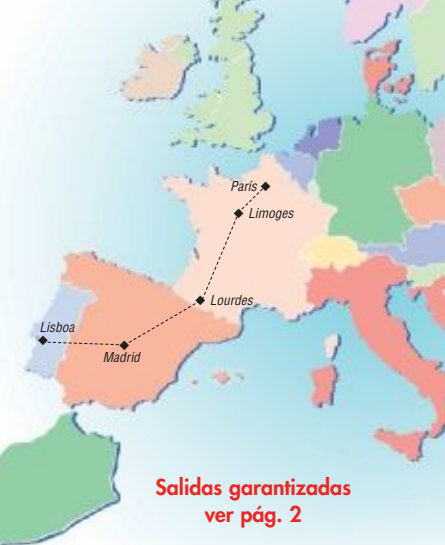 París
Limoges
Lourdes
Lisboa
Madrid
Salidas garantizadas
ver pág. 2